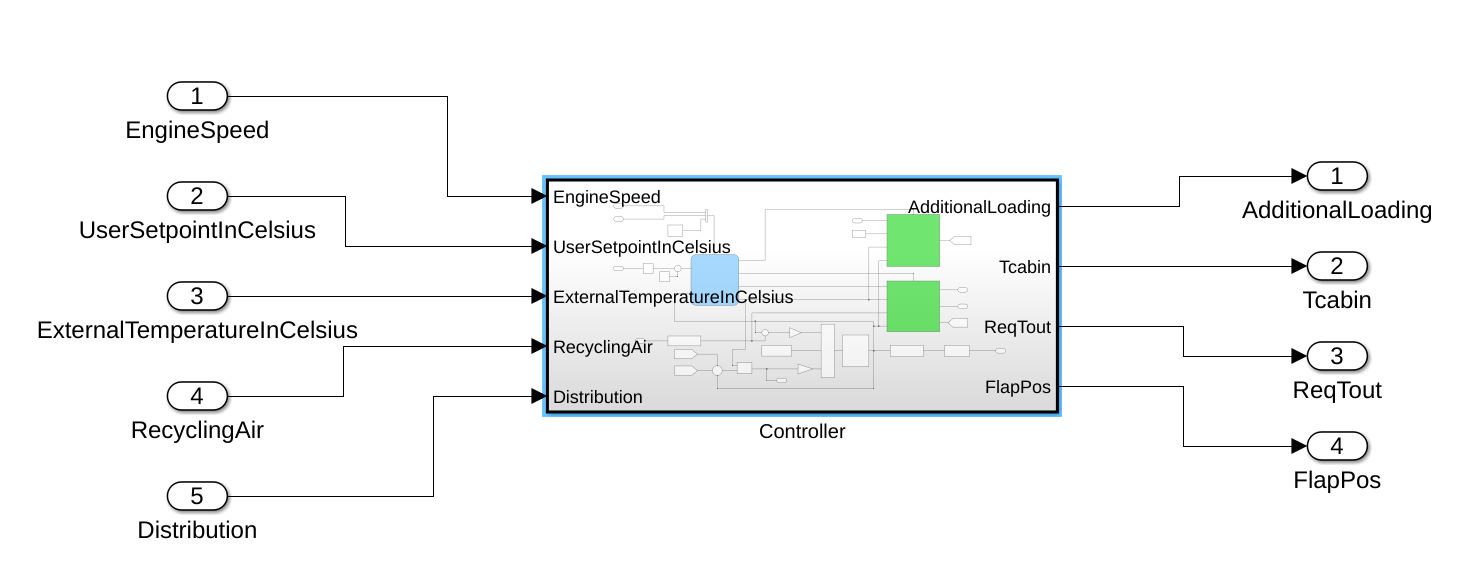 1
EngineSpeed
2
UserSetpointInCelsius
3
ExternalTemperatureInCelsius
4
RecyclingAir
5
Distribution
EngineSpeed
UserSetpointInCelsius
ExternalTemperatureInCelsius
RecyclingAir
Distribution
AdditionalLoading
Tcabin
ReqTout
FlapPos
Controller
1
AdditionalLoading
2
Tcabin
3
ReqTout
4
FlapPos